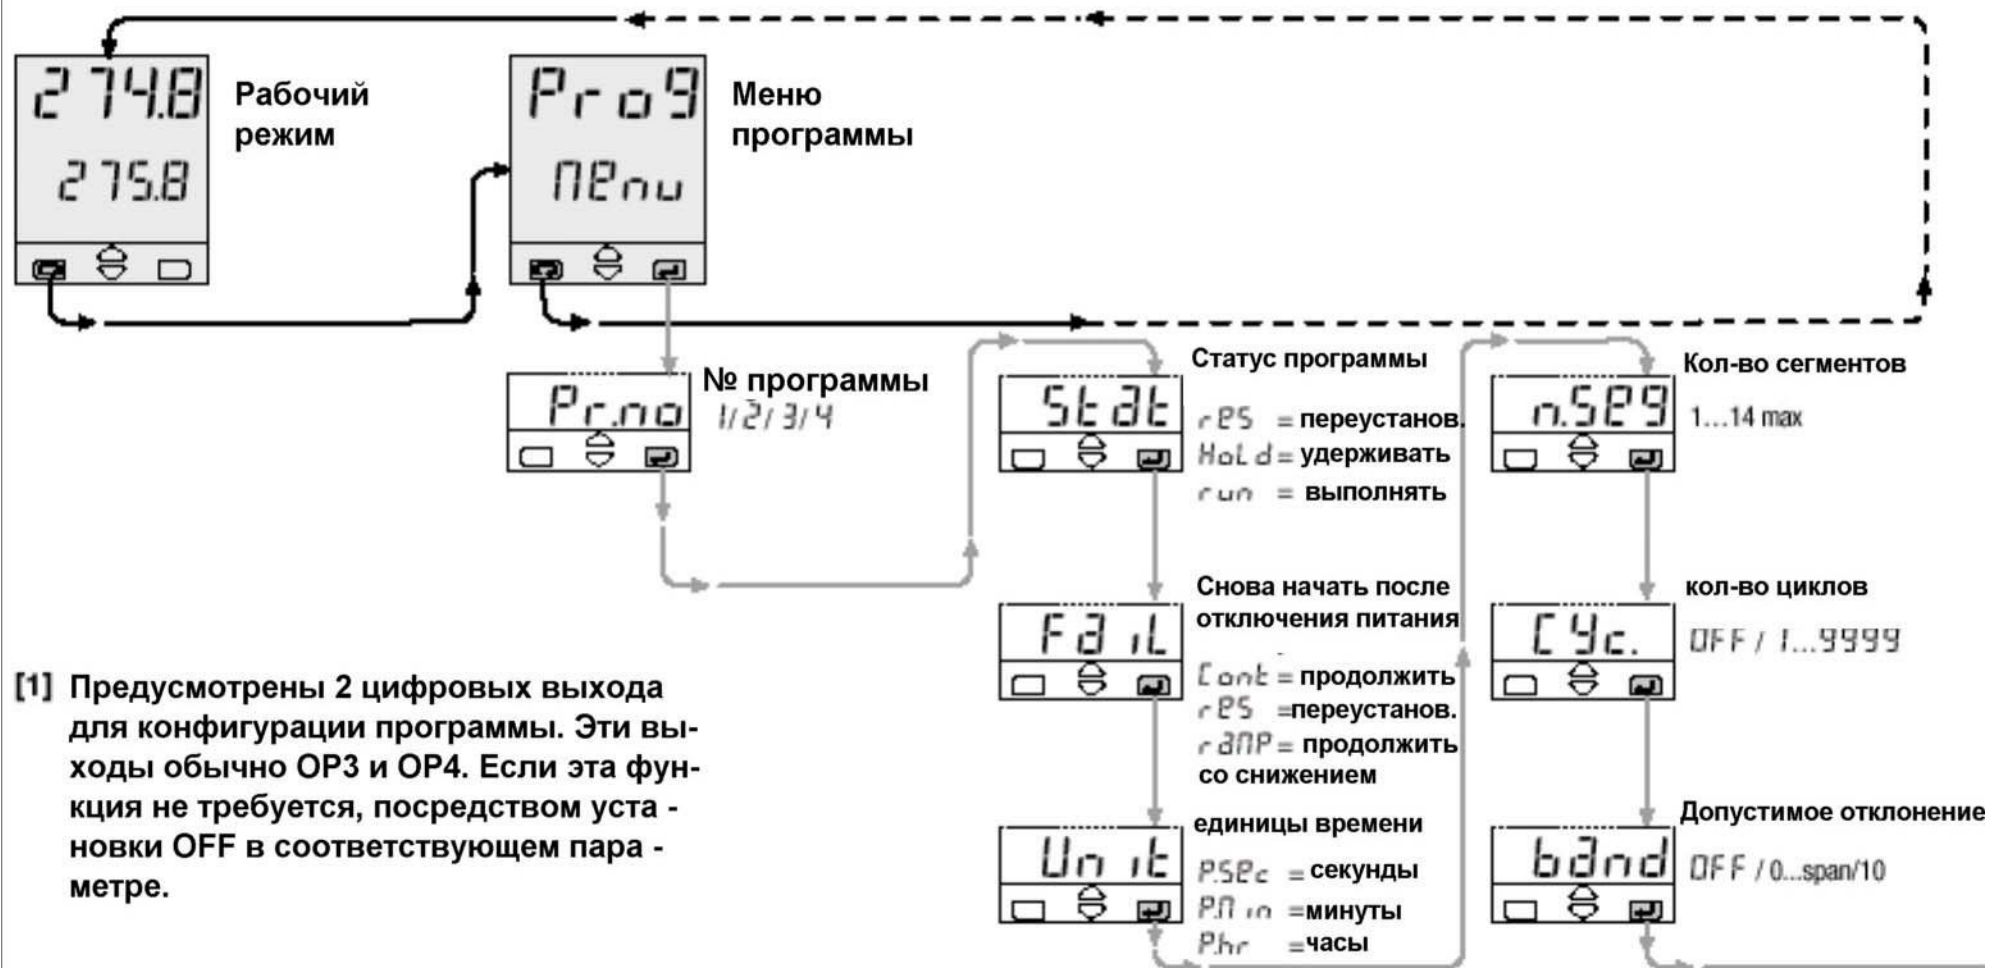 274.8
275.8
Рабочий
режим
Prog
Menu
Меню
программы
Pr.no
№ программы
1/2/3/4
Stat
Статус программы
rES = переустанов.
Hold = удерживать
run = выполнять
Fail
Снова начать после
отключения питания
Cont = продолжить
rES =переустанов.
raMP = продолжить
со снижением
Unit
единицы времени
P.Sec = секунды
P.Min =минуты
P.hr =часы
n.SEg
Кол-во сегментов
1...14 max
Cyc.
кол-во циклов
OFF / 1...9999
band
Допустимое отклонение
OFF / 0...span/10
[1] Предусмотрены 2 цифровых выхода
для конфигурации программы. Эти вы-
ходы обычно OP3 и OP4. Если эта фун-
кция не требуется, посредством уста -
новки OFF в соответствующем пара -
метре.